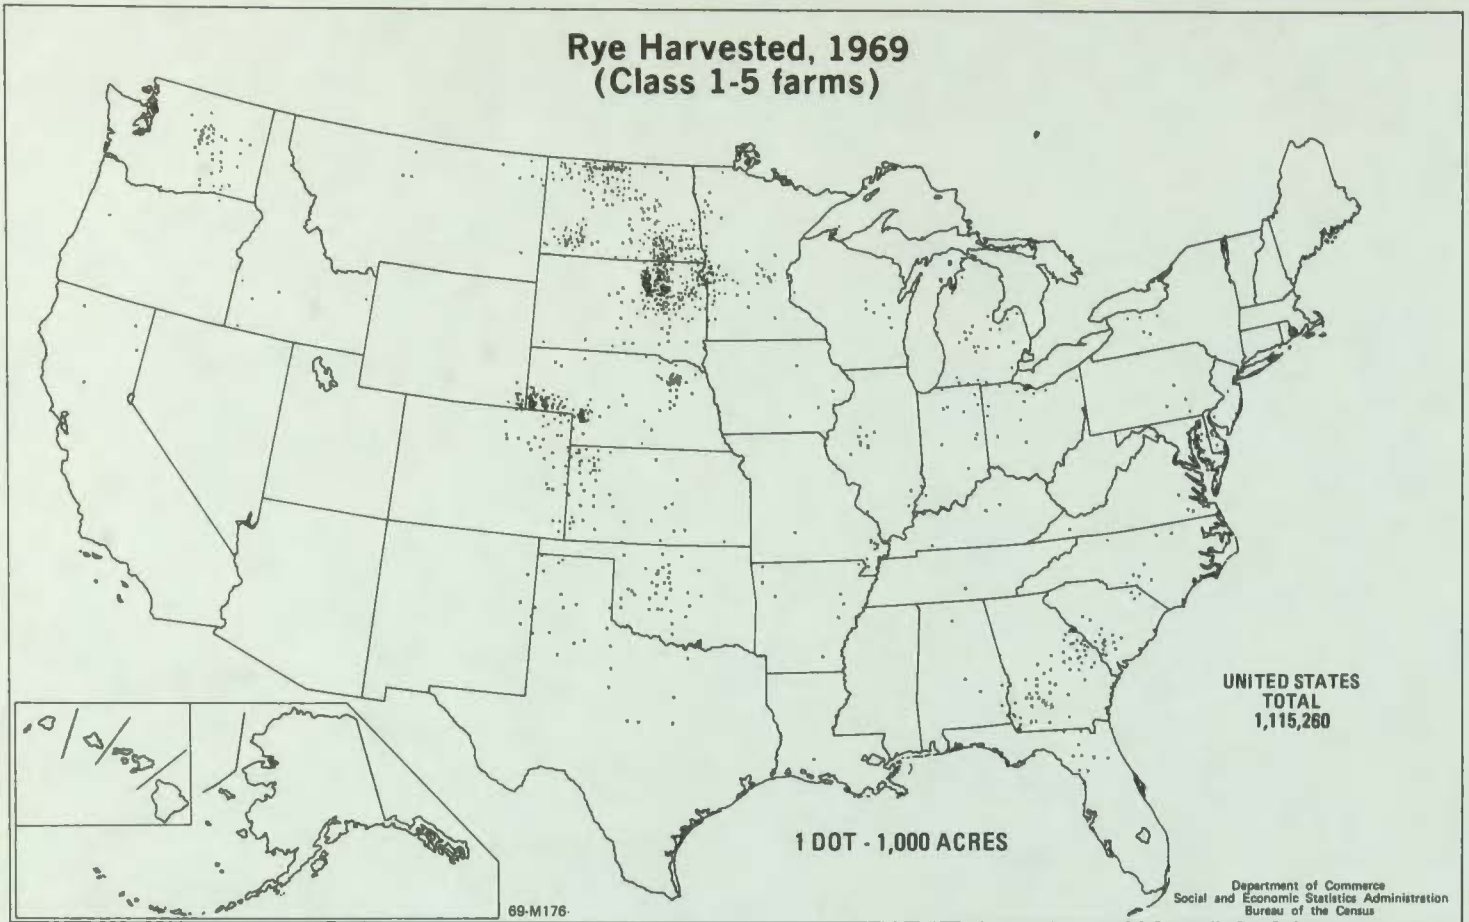 Rye Harvested, 1969
(Class 1-5 farms)
UNITED STATES
TOTAL
1,115,260
1 DOT - 1,000 ACRES
69-M176-
Department of Commerce
Social and Economic Statistics Administration
Bureau of the Census